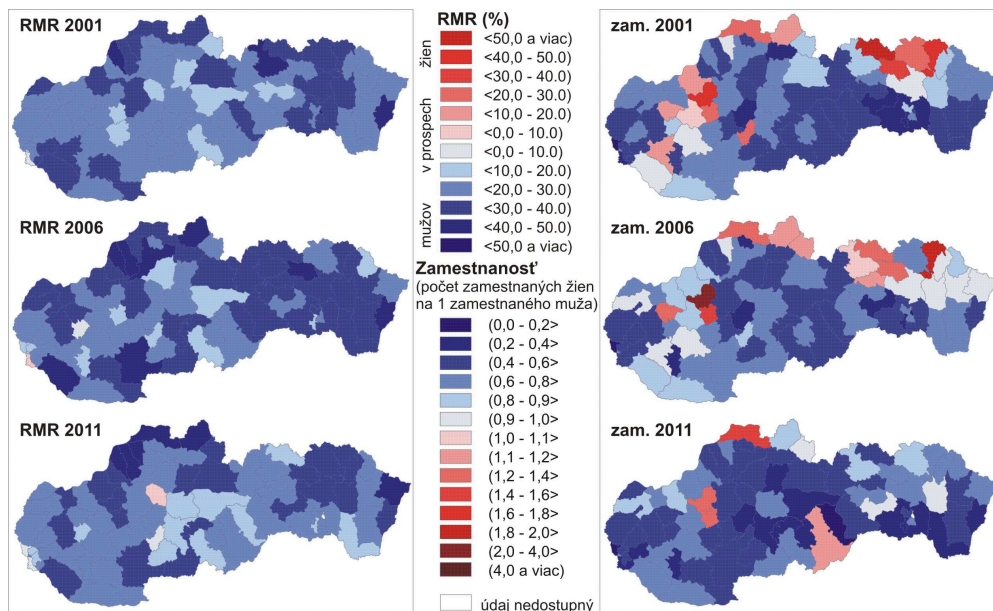 RMR 2001
RMR 2006
RMR 2011
RMR (%)
žien
v prospech
mužov
<50,0 a viac)
<40,0 - 50.0)
<30,0 - 40.0)
<20,0 - 30.0)
<10,0 - 20.0)
<0,0 - 10.0)
<0,0 - 10.0)
<10,0 - 20.0)
<20,0 - 30.0)
<30,0 - 40.0)
<40,0 - 50.0)
<50,0 a viac)
Zamestnanosť
(počet zamestnaných žien
na 1 zamestnaného muža)
(0,0 - 0,2>
(0,2 - 0,4>
(0,4 - 0,6>
(0,6 - 0,8>
(0,8 - 0,9>
(0,9 - 1,0>
(1,0 - 1,1>
(1,1 - 1,2>
(1,2 - 1,4>
(1,4 - 1,6>
(1,6 - 1,8>
(1,8 - 2,0>
(2,0 - 4,0>
(4,0 a viac)
údaj nedostupný
zam. 2001
zam. 2006
zam. 2011